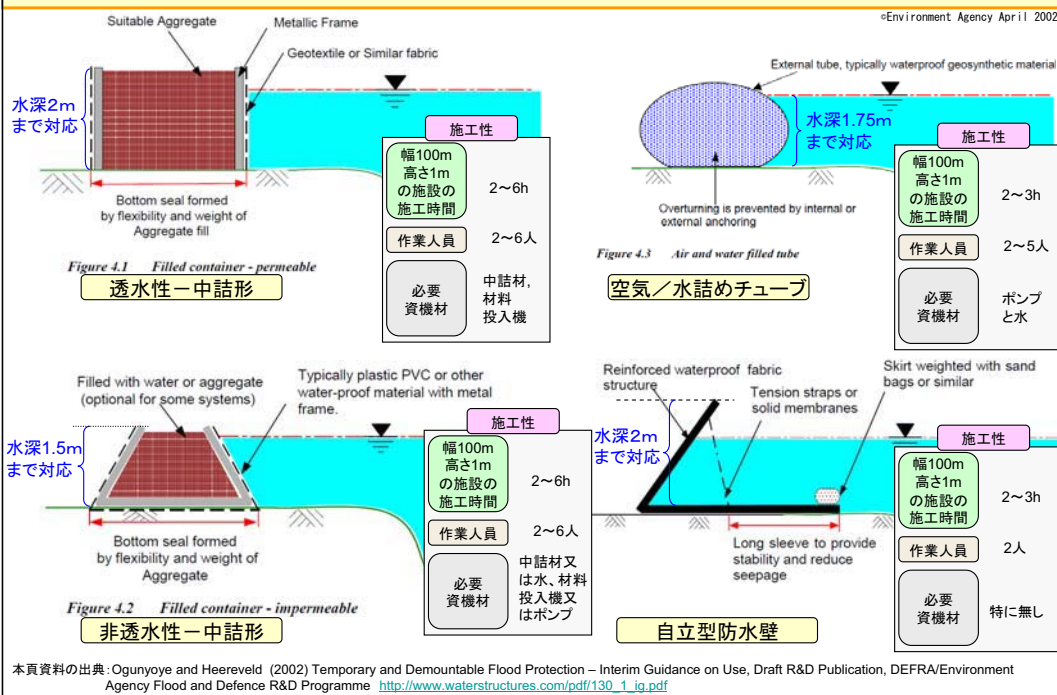 ©Environment Agency April 2002
Suitable Aggregate
Metallic Frame
Geotextile or Similar fabric
水深2m
まで対応
Bottom seal formed
by flexibility and weight of
Aggregate fill
Figure 4.1 Filled container - permeable
透水性－中詰形
施工性
幅100m
高さ1m
の施設の
施工時間
2～6h
作業人員
2～6人
必要
資機材
中詰材,
材料
投入機
External tube, typically waterproof geosynthetic material
水深1.75m
まで対応
Overturning is prevented by internal or
external anchoring
Figure 4.3 Air and water filled tube
空気／水詰めチューブ
施工性
幅100m
高さ1m
の施設の
施工時間
2～3h
作業人員
2～5人
必要
資機材
ポンプ
と水
Filled with water or aggregate
(optional for some systems)
Typically plastic PVC or other
water-proof material with metal
frame.
水深1.5m
まで対応
Bottom seal formed
by flexibility and weight of
Aggregate
Figure 4.2 Filled container - impermeable
非透水性－中詰形
施工性
幅100m
高さ1m
の施設の
施工時間
2～6h
作業人員
2～6人
必要
資機材
中詰材又
は水、材料
投入機又
はポンプ
Reinforced waterproof fabric
structure
Tension straps or
solid membranes
Skirt weighted with sand
bags or similar
水深2m
まで対応
Long sleeve to provide
stability and reduce
seepage
自立型防水壁
施工性
幅100m
高さ1m
の施設の
施工時間
2～3h
作業人員
2人
必要
資機材
特に無し
本頁資料の出典：Ogunyoye and Heereveld (2002) Temporary and Demountable Flood Protection – Interim Guidance on Use, Draft R&D Publication, DEFRA/Environment
Agency Flood and Defence R&D Programme http://www.waterstructures.com/pdf/130_1_ig.pdf